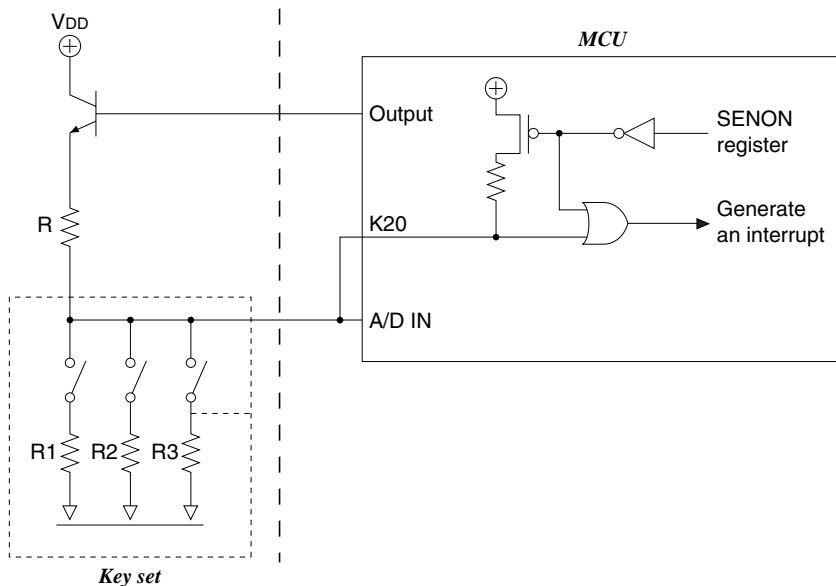 VDD
MCU
Output
SENON
register
R
K20
Generate
an interrupt
A/D IN
R1
R2
R3
Key set